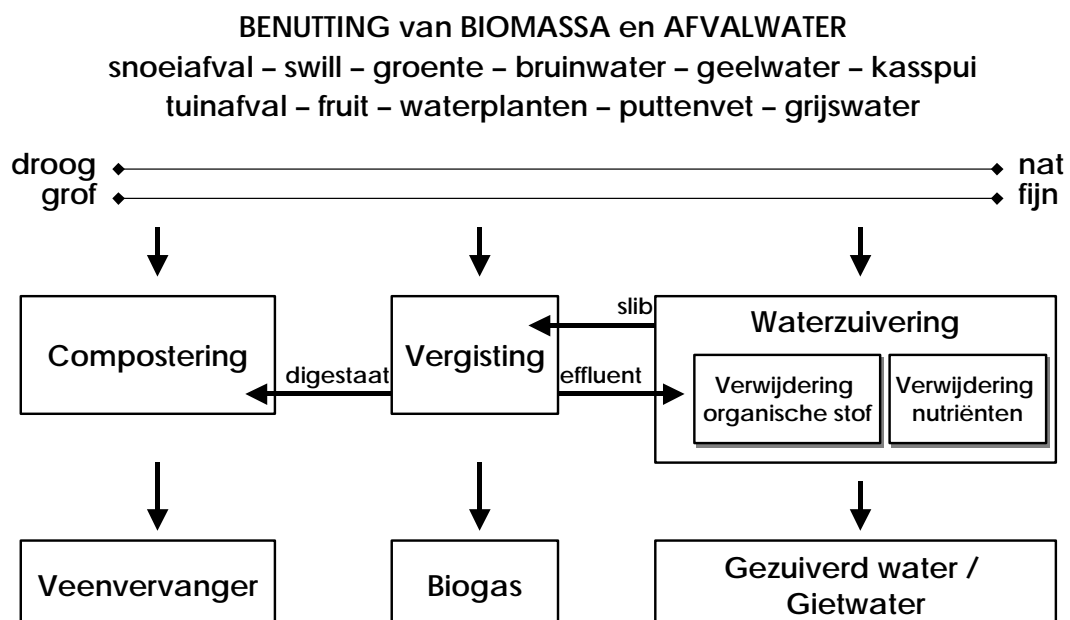 BENUTTING van BIOMASSA en AFVALWATER
snoeiafval – swill – groente – bruinwater – geelwater – kasspui
tuinafval – fruit – waterplanten – puttenvet – grijswater
droog
nat
grof
fijn
Compostering
digestaat
Vergisting
slib
effluent
Waterzuivering
Verwijdering
organische stof
Verwijdering
nutriënten
Veenvervanger
Biogas
Gezuiverd water /
Gietwater